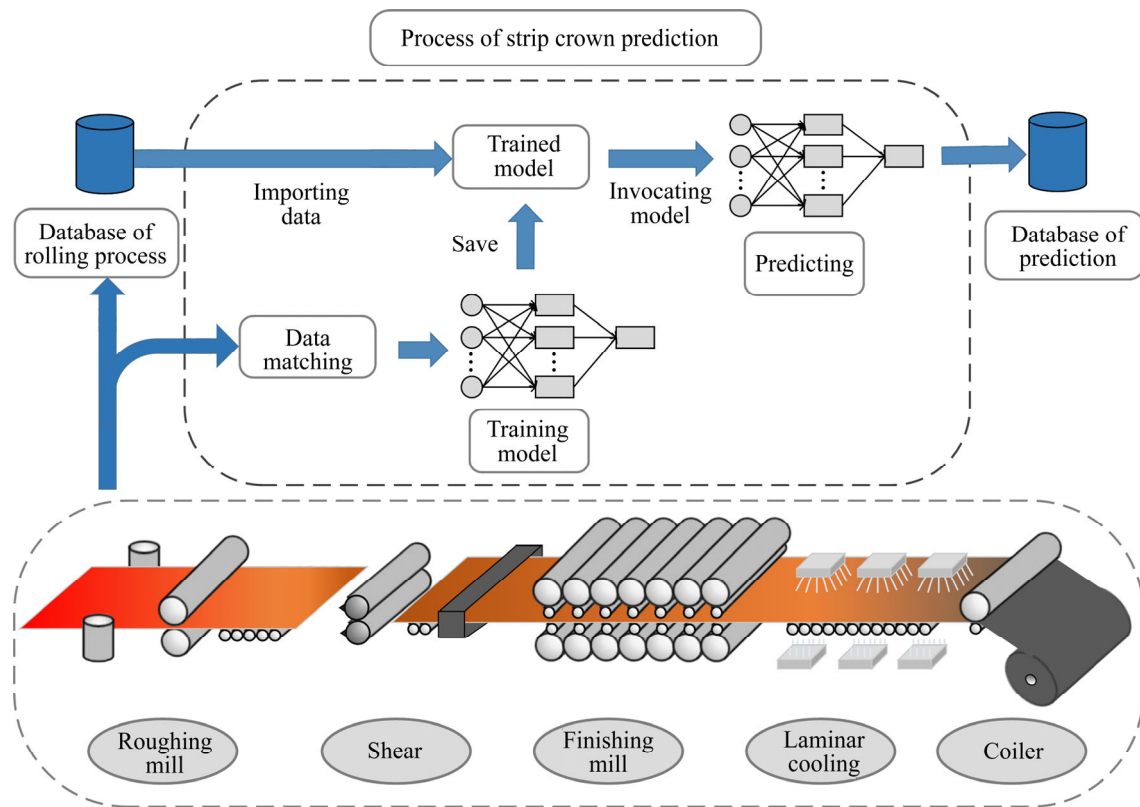 Process of strip crown prediction
Trained
model
Importing
data
Invocating
model
Database of
rolling process
Save
Predicting
Database of
prediction
Data
matching
Training
model
Roughing
mill
Shear
Finishing
mill
Laminar
cooling
Coiler